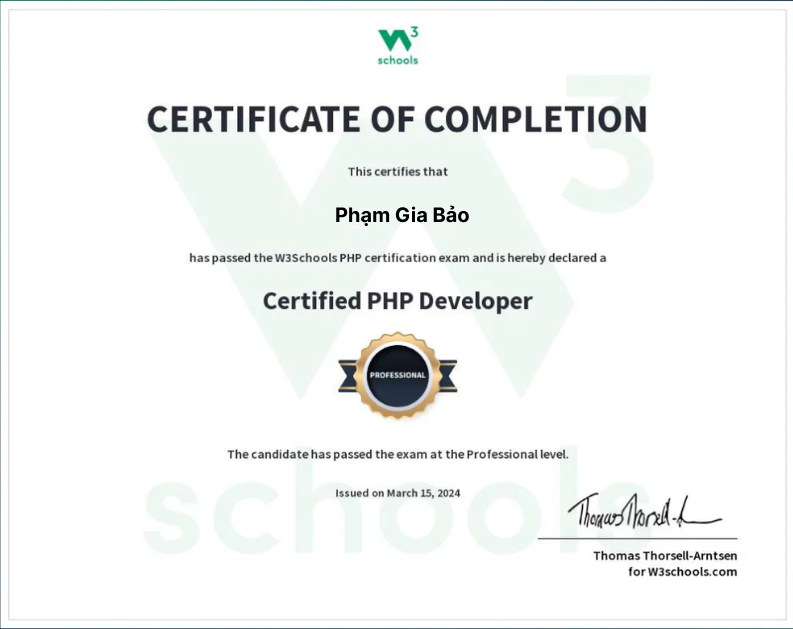 W3
schools
CERTIFICATE OF COMPLETION
This certifies that
Phạm Gia Bảo
has passed the W3Schools PHP certification exam and is hereby declared a
Certified PHP Developer
PROFESSIONAL
The candidate has passed the exam at the Professional level.
Issued on March 15, 2024
Thomas Thorsell-A
Thomas Thorsell-Arntsen
for W3schools.com